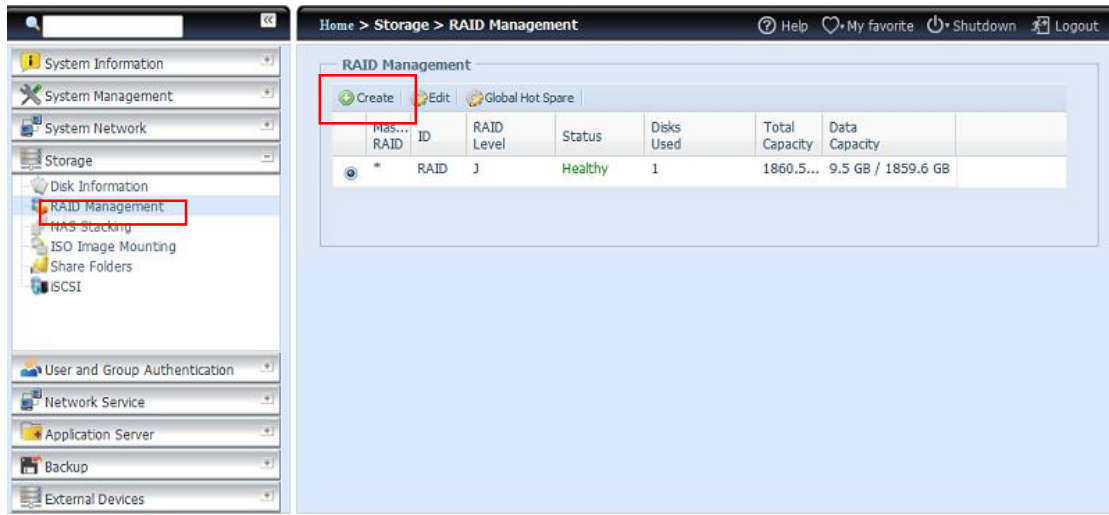 Home > Storage > RAID Management
Help My favorite Shutdown Logout
System Information
System Management
System Network
Storage
Disk Information
RAID Management
NAS Stacking
ISO Image Mounting
Share Folders
iSCSI
User and Group Authentication
Network Service
Application Server
Backup
External Devices
RAID Management
Create Edit Global Hot Spare
Mas... RAID ID RAID Level Status Disks Used Total Capacity Data Capacity
* RAID J Healthy 1 1860.5... 9.5 GB / 1859.6 GB